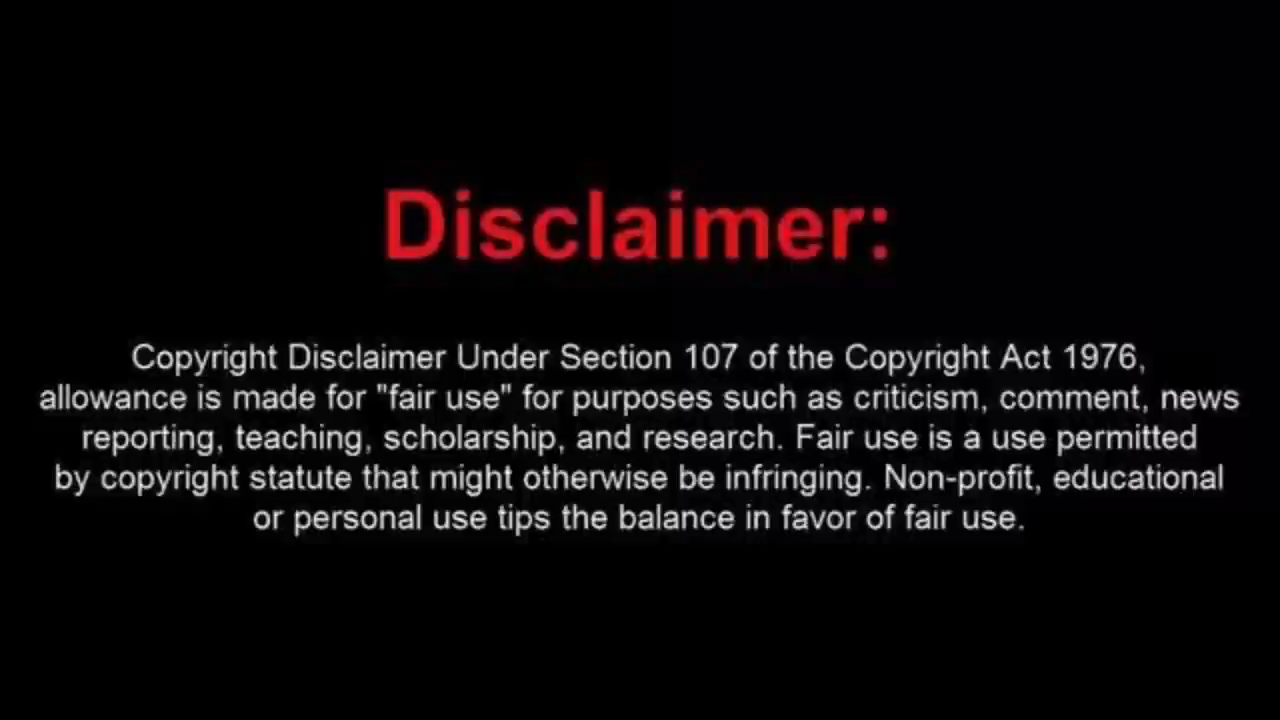 Disclaimer:
Copyright Disclaimer Under Section 107 of the Copyright Act 1976,
allowance is made for "fair use" for purposes such as criticism, comment, news
reporting, teaching, scholarship, and research. Fair use is a use permitted
by copyright statute that might otherwise be infringing. Non-profit, educational
or personal use tips the balance in favor of fair use.